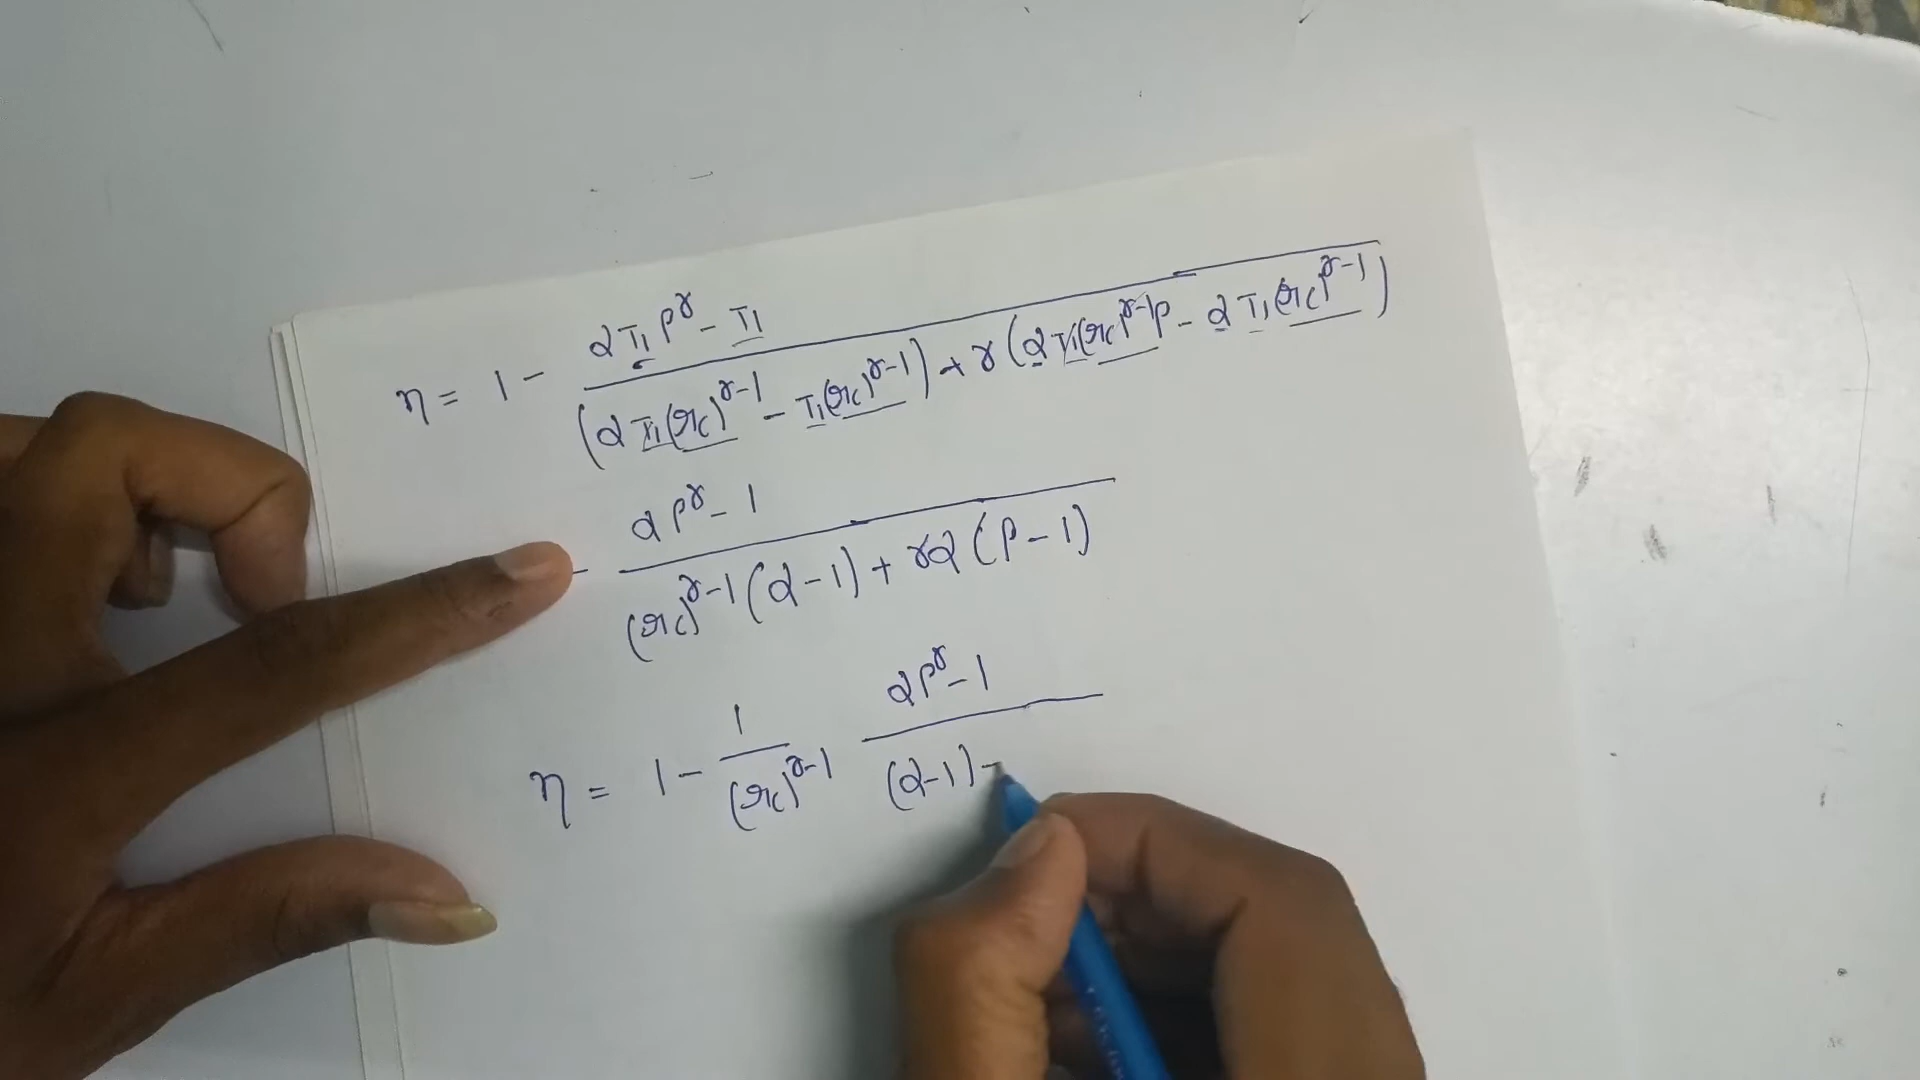 η = 1 - (αT₁ρ^γ - T₁) / ((αT₁(r_c)^γ-1 - T₁(r_c)^γ-1) + γ(αT₁(r_c)^γ-1 ρ - αT₁(r_c)^γ-1))
- (αρ^γ - 1) / ((r_c)^γ-1 (α-1) + γα(ρ-1))
η = 1 - 1/(r_c)^γ-1 (αρ^γ - 1) / ((α-1) -